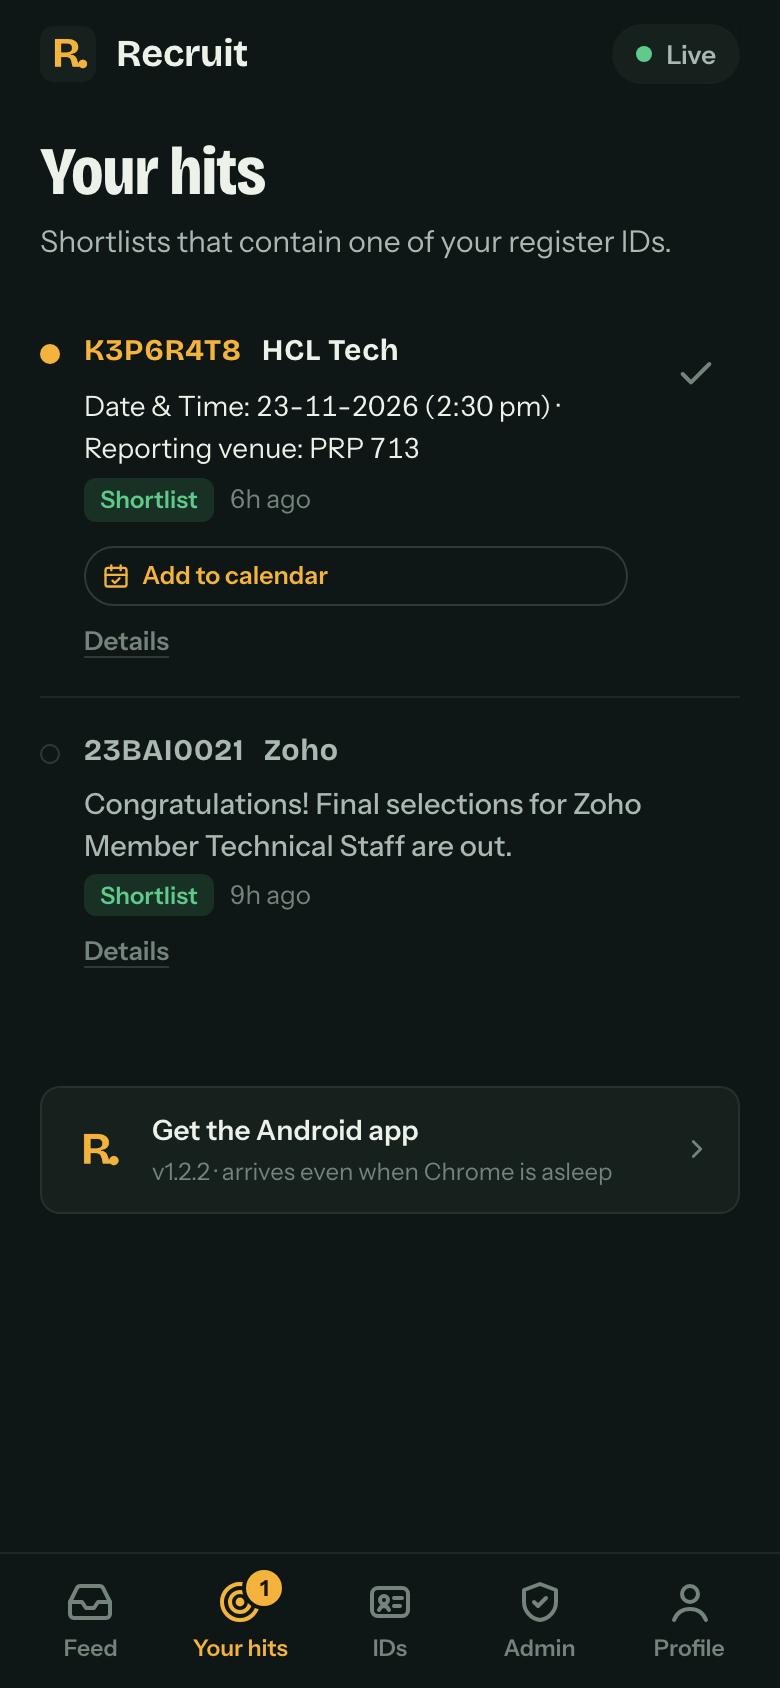 R. Recruit
Live
Your hits
Shortlists that contain one of your register IDs.
K3P6R4T8 HCL Tech
Date & Time: 23-11-2026 (2:30 pm) ·
Reporting venue: PRP 713
Shortlist 6h ago
Add to calendar
Details
23BAI0021 Zoho
Congratulations! Final selections for Zoho
Member Technical Staff are out.
Shortlist 9h ago
Details
R.
Get the Android app
v1.2.2 · arrives even when Chrome is asleep
1
Feed
Your hits
IDs
Admin
Profile